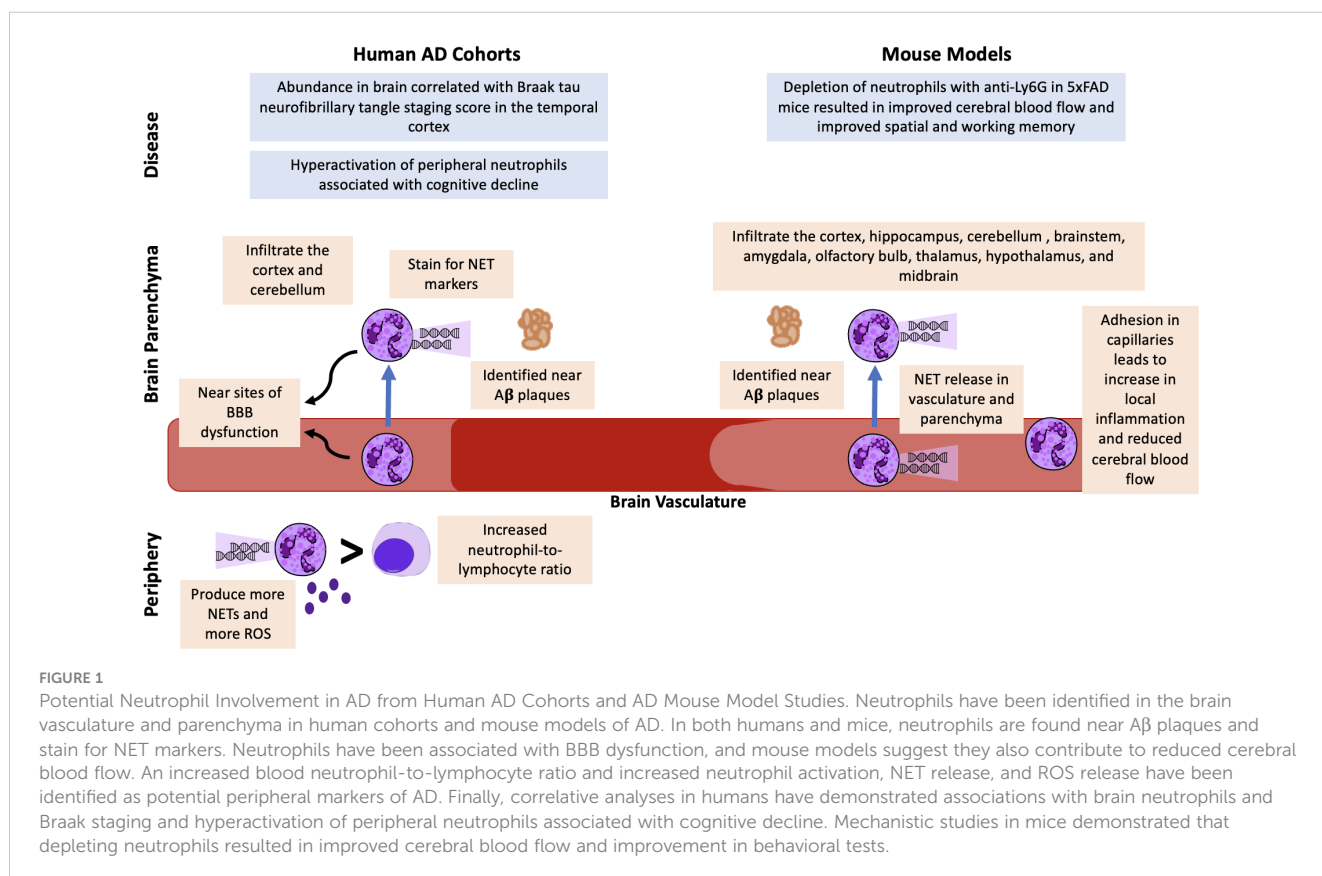 Human AD Cohorts
Mouse Models
Disease
Abundance in brain correlated with Braak tau
neurofibrillary tangle staging score in the temporal
cortex
Hyperactivation of peripheral neutrophils
associated with cognitive decline
Depletion of neutrophils with anti-Ly6G in 5xFAD
mice resulted in improved cerebral blood flow and
improved spatial and working memory
Brain Parenchyma
Infiltrate the
cortex and
cerebellum
Stain for NET
markers
Identified near
Aβ plaques
Near sites of
BBB
dysfunction
Infiltrate the cortex, hippocampus, cerebellum , brainstem,
amygdala, olfactory bulb, thalamus, hypothalamus, and
midbrain
Identified near
Aβ plaques
NET release in
vasculature and
parenchyma
Adhesion in
capillaries
leads to
increase in
local
inflammation
and reduced
cerebral blood
flow
Brain Vasculature
Periphery
>
Increased
neutrophil-to-
lymphocyte ratio
Produce more
NETs and
more ROS
FIGURE 1
Potential Neutrophil Involvement in AD from Human AD Cohorts and AD Mouse Model Studies. Neutrophils have been identified in the brain
vasculature and parenchyma in human cohorts and mouse models of AD. In both humans and mice, neutrophils are found near Aβ plaques and
stain for NET markers. Neutrophils have been associated with BBB dysfunction, and mouse models suggest they also contribute to reduced cerebral
blood flow. An increased blood neutrophil-to-lymphocyte ratio and increased neutrophil activation, NET release, and ROS release have been
identified as potential peripheral markers of AD. Finally, correlative analyses in humans have demonstrated associations with brain neutrophils and
Braak staging and hyperactivation of peripheral neutrophils associated with cognitive decline. Mechanistic studies in mice demonstrated that
depleting neutrophils resulted in improved cerebral blood flow and improvement in behavioral tests.